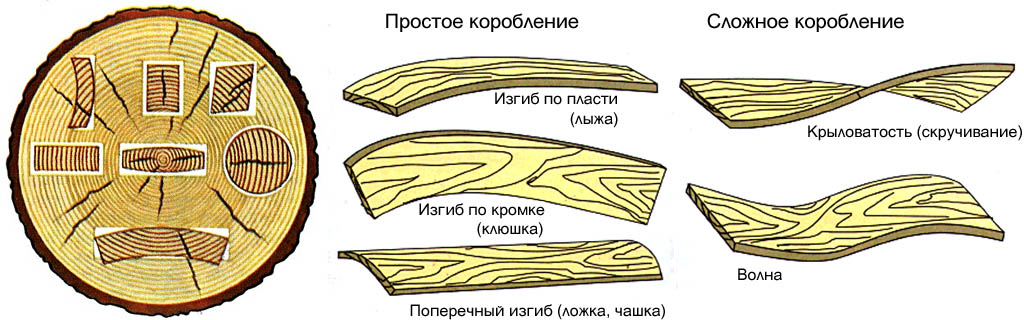 Простое коробление
Изгиб по пласти
(лыжа)
Изгиб по кромке
(клюшка)
Поперечный изгиб (ложка, чашка)
Сложное коробление
Крыловатость (скручивание)
Волна